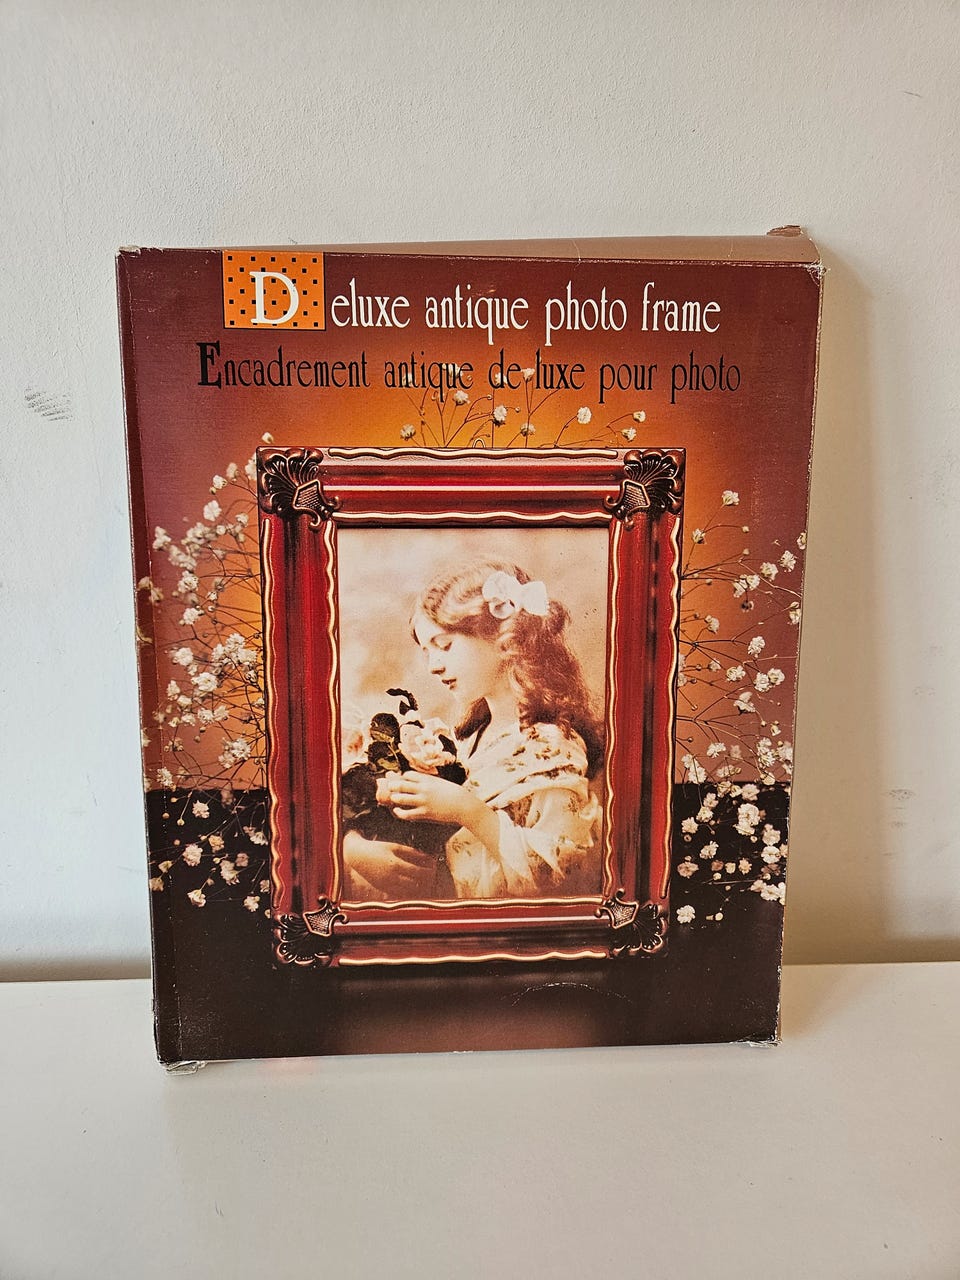 Deluxe antique photo frame
Encadrement antique de luxe pour photo